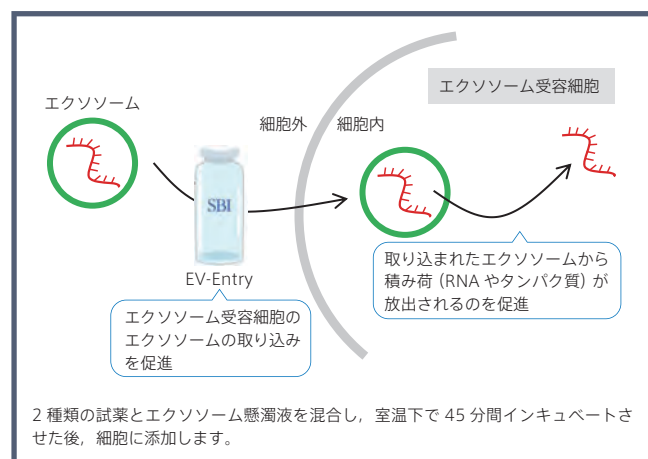 エクソソーム受容細胞
エクソソーム
細胞外
細胞内
SBI
EV-Entry
エクソソーム受容細胞の
エクソソームの取り込み
を促進
取り込まれたエクソソームから
積み荷 (RNA やタンパク質) が
放出されるのを促進
2 種類の試薬とエクソソーム懸濁液を混合し，室温下で 45 分間インキュベートさ
せた後，細胞に添加します。